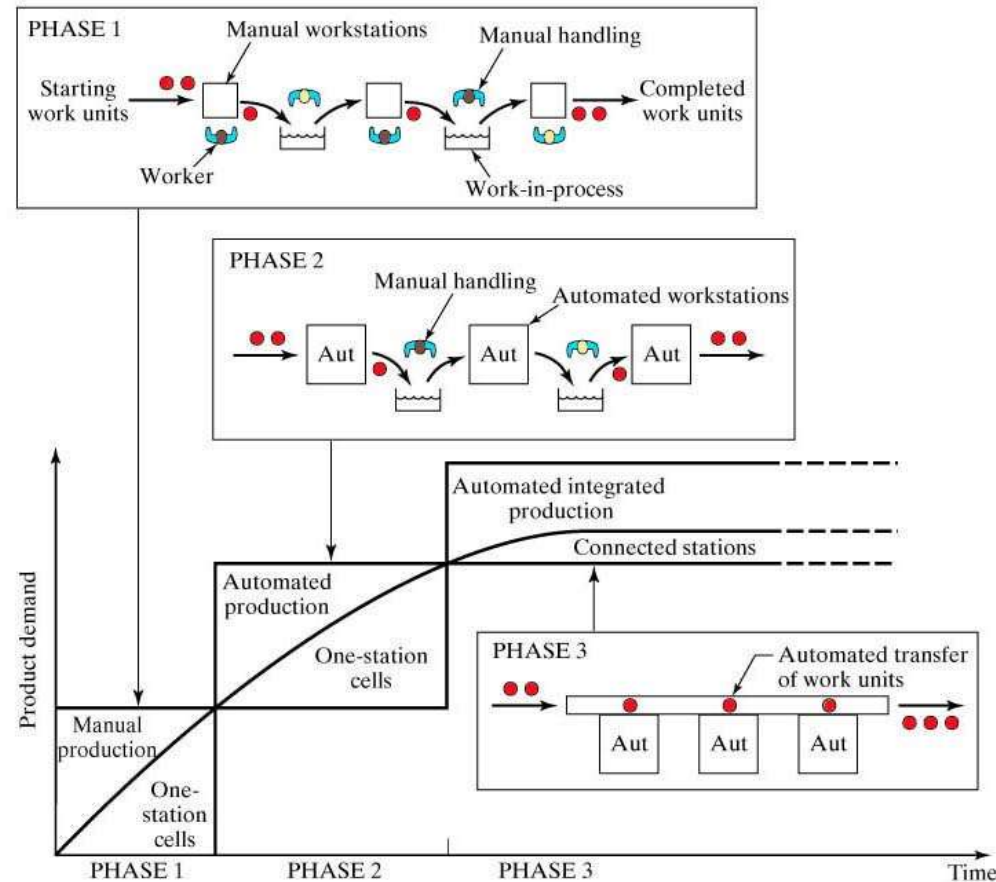 PHASE 1
Manual workstations
Manual handling
Starting
work units
Completed
work units
Worker
Work-in-process
PHASE 2
Manual handling
Automated workstations
Aut
Aut
Aut
Product demand
Automated integrated
production
Connected stations
Automated
production
One-station
cells
Manual
production
One-
station
cells
PHASE 3
Automated transfer
of work units
Aut
Aut
Aut
PHASE 1
PHASE 2
PHASE 3
Time